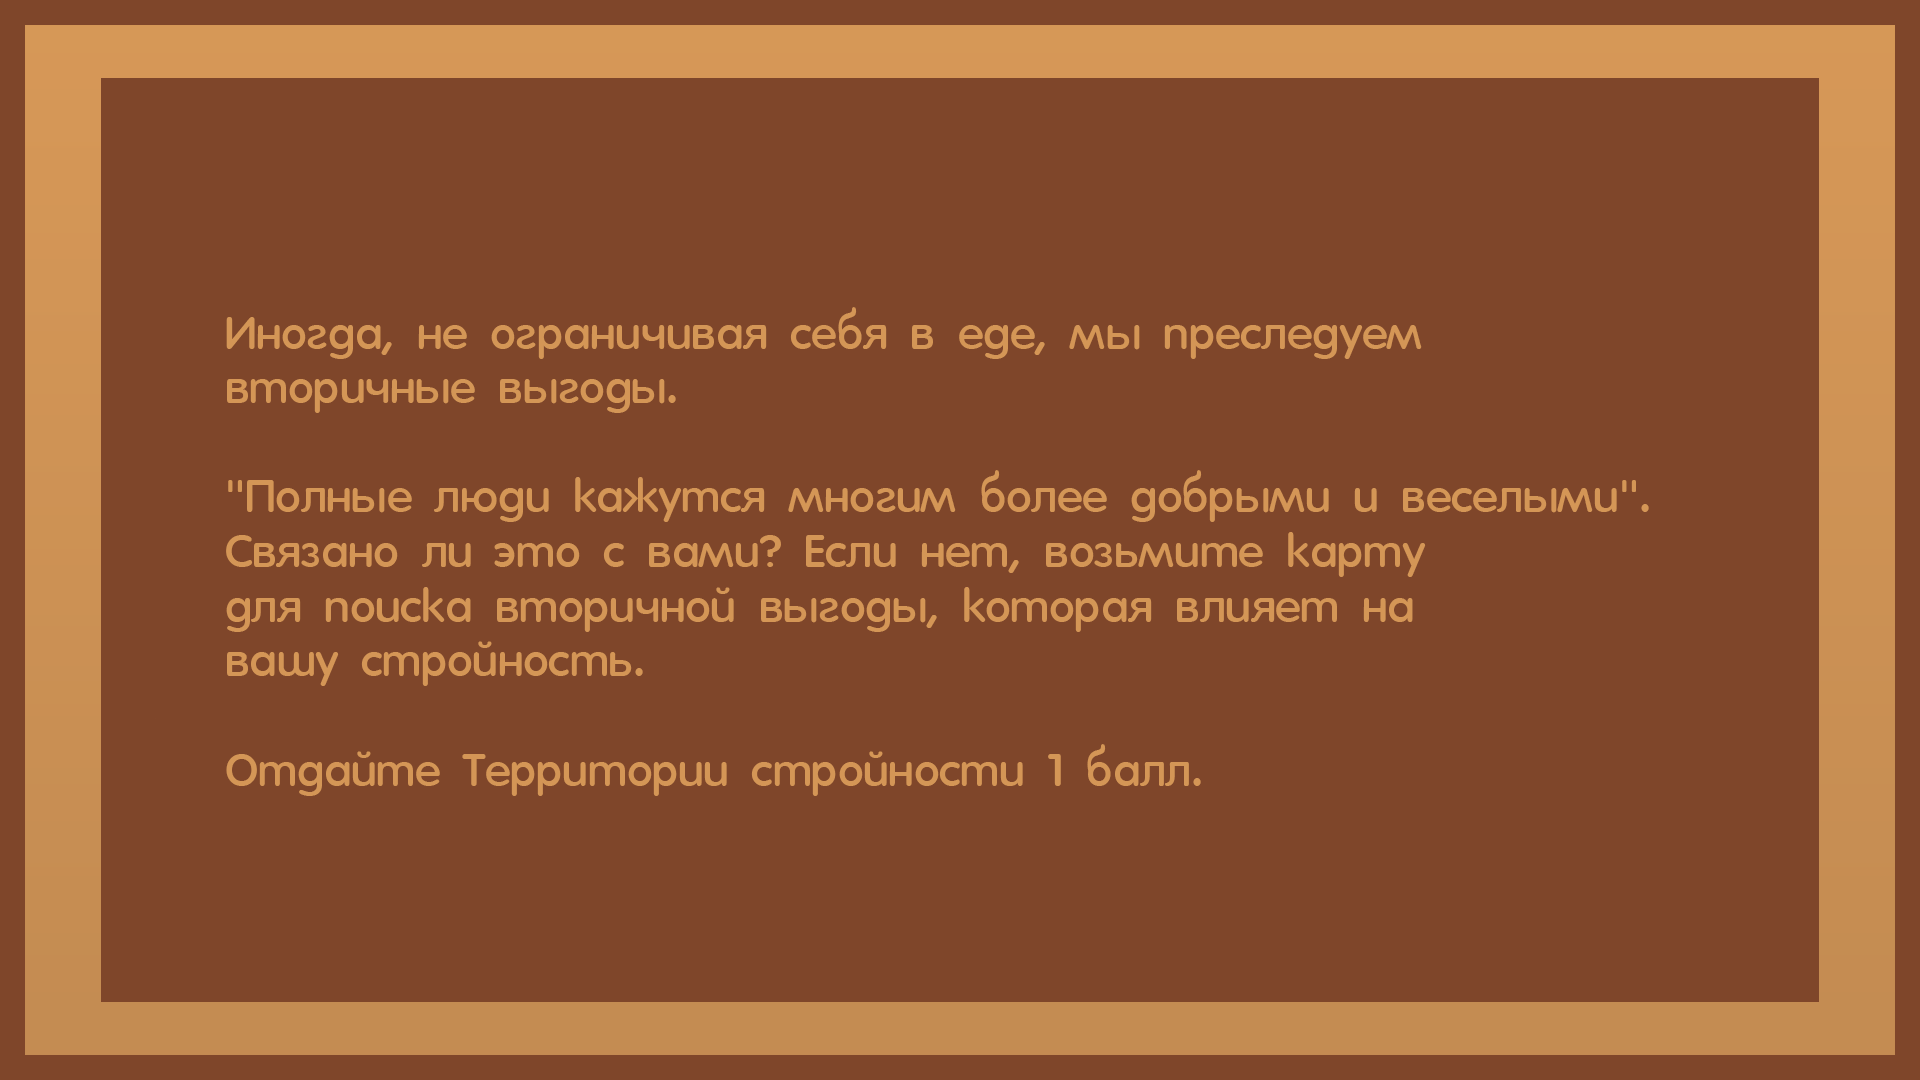 Иногда, не ограничивая себя в еде, мы преследуем
вторичные выгоды.
"Полные люди кажутся многим более добрыми и веселыми".
Связано ли это с вами? Если нет, возьмите карту
для поиска вторичной выгоды, которая влияет на
вашу стройность.
Отдайте Территории стройности 1 балл.